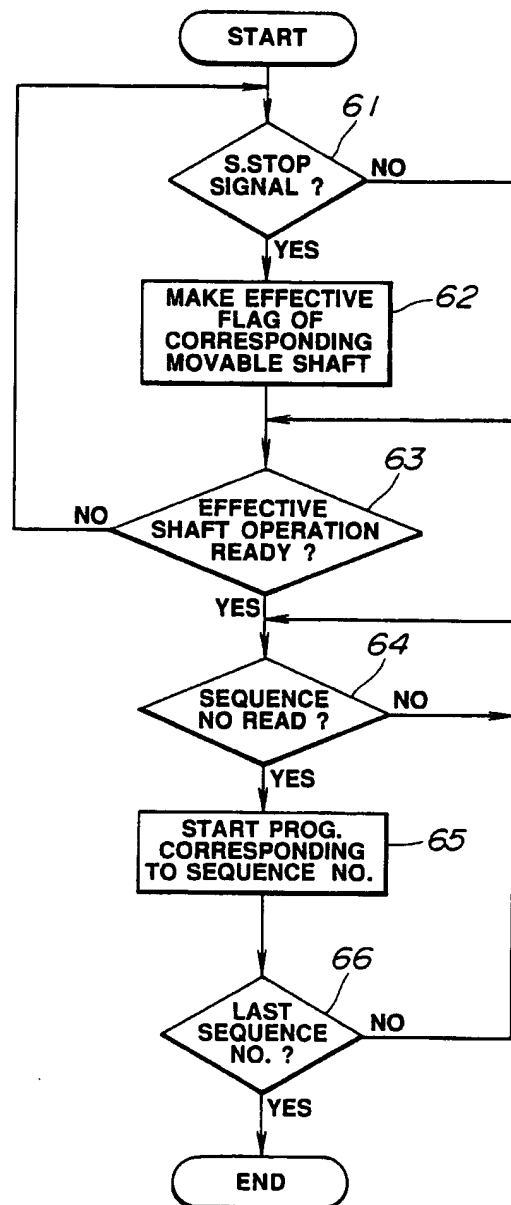 START
61
S.STOP
SIGNAL ?
NO
YES
MAKE EFFECTIVE
FLAG OF
CORRESPONDING
MOVABLE SHAFT
62
63
EFFECTIVE
SHAFT OPERATION
READY ?
NO
YES
64
SEQUENCE
NO READ ?
NO
YES
START PROG.
CORRESPONDING
TO SEQUENCE NO.
65
66
LAST
SEQUENCE
NO. ?
NO
YES
END